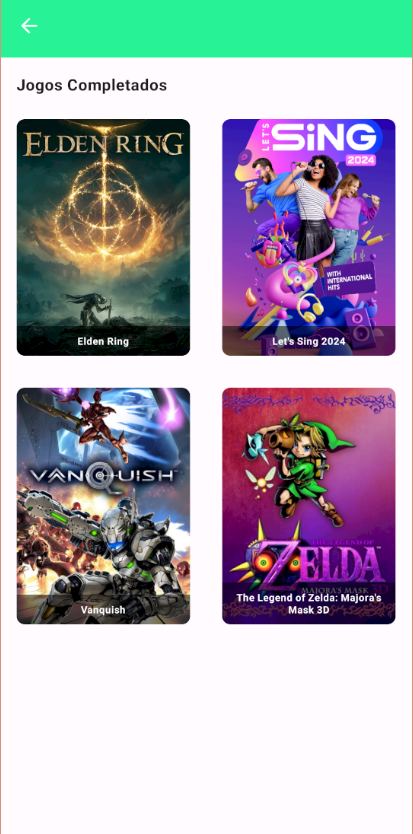 Jogos Completados
ELDEN RING
Elden Ring
LET'S
SiNG
2024
WITH
INTERNATIONAL
HITS
Let's Sing 2024
VANQUISH
Vanquish
THE LEGEND OF
ZELDA
MAJORA'S MASK 3D
The Legend of Zelda: Majora's
Mask 3D